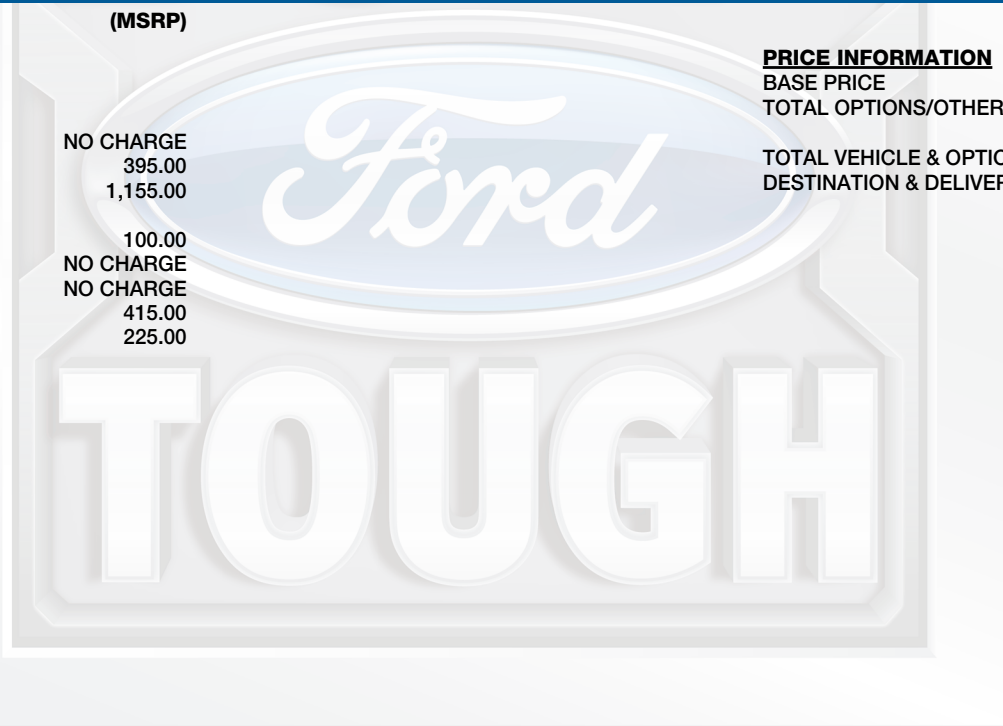 (MSRP)
NO CHARGE
395.00
1,155.00
100.00
NO CHARGE
NO CHARGE
415.00
225.00
PRICE INFORMATION
BASE PRICE
TOTAL OPTIONS/OTHER
TOTAL VEHICLE & OPTIO
DESTINATION & DELIVER
Ford
TOUGH